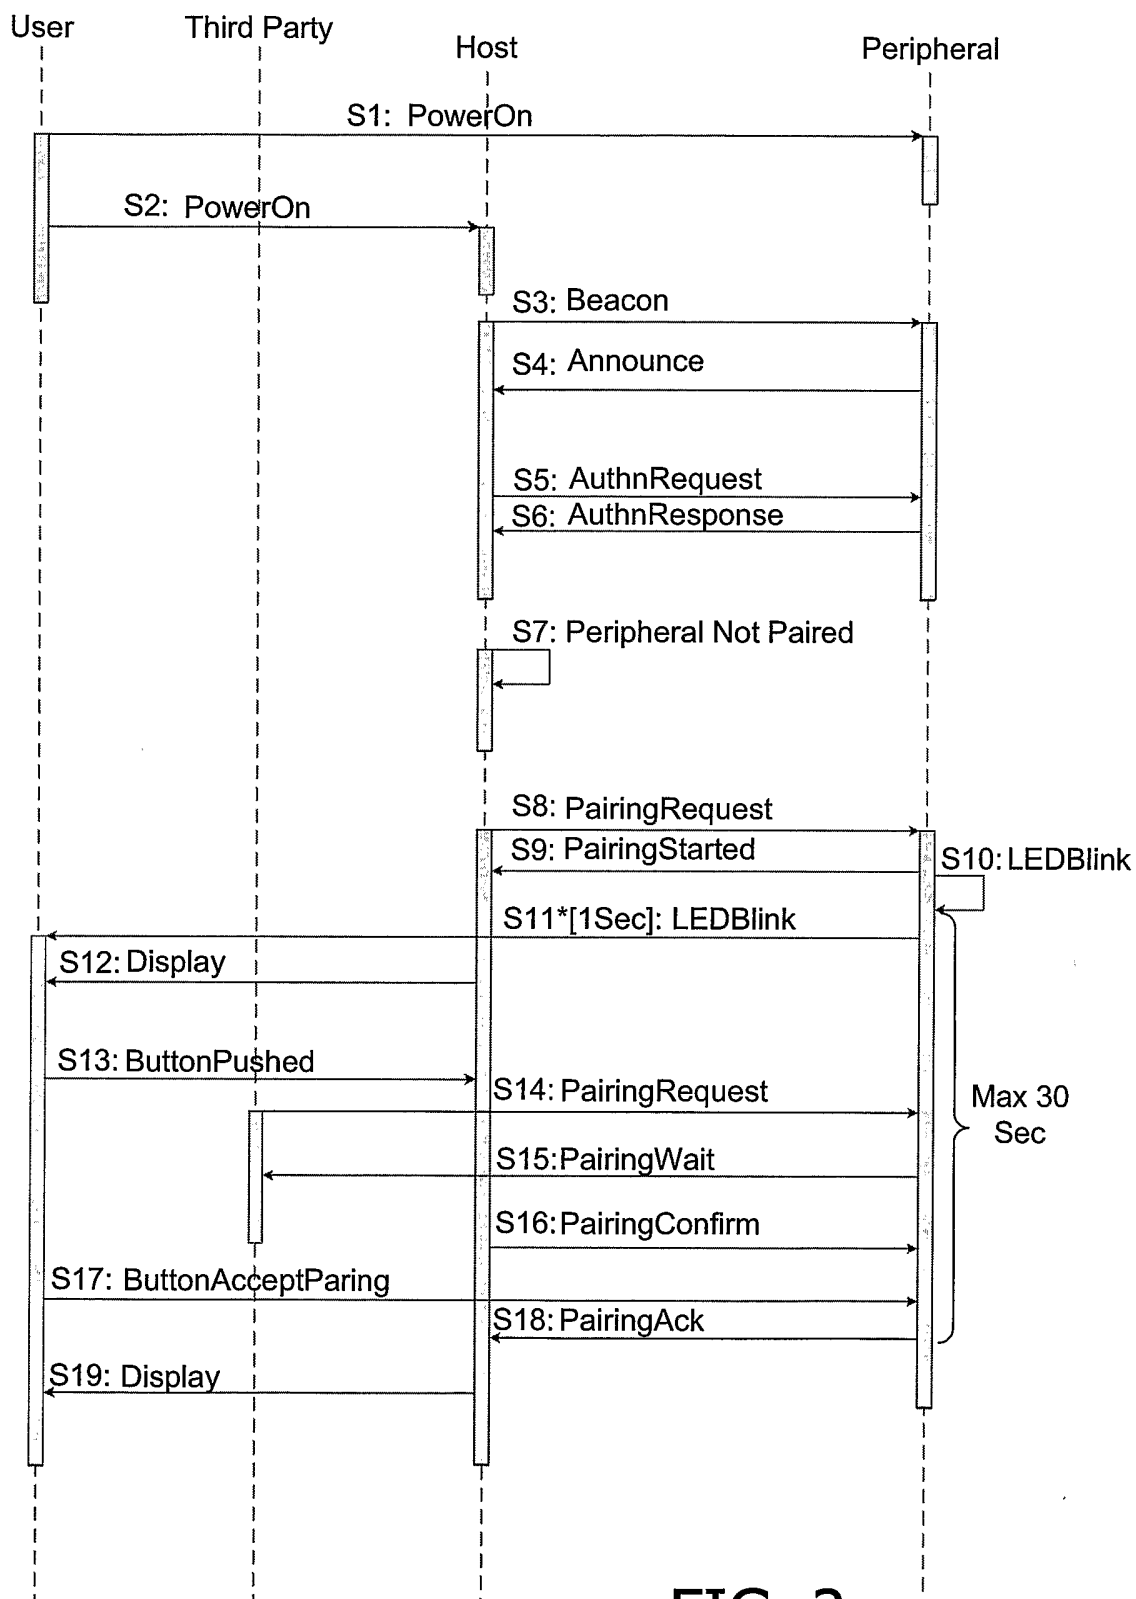 User
Third Party
Host
Peripheral
S1: PowerOn
S2: PowerOn
S3: Beacon
S4: Announce
S5: AuthnRequest
S6: AuthnResponse
S7: Peripheral Not Paired
S8: PairingRequest
S9: PairingStarted
S10: LEDBlink
S11*[1Sec]: LEDBlink
S12: Display
S13: ButtonPushed
S14: PairingRequest
Max 30
Sec
S15: PairingWait
S16: PairingConfirm
S17: ButtonAcceptParing
S18: PairingAck
S19: Display